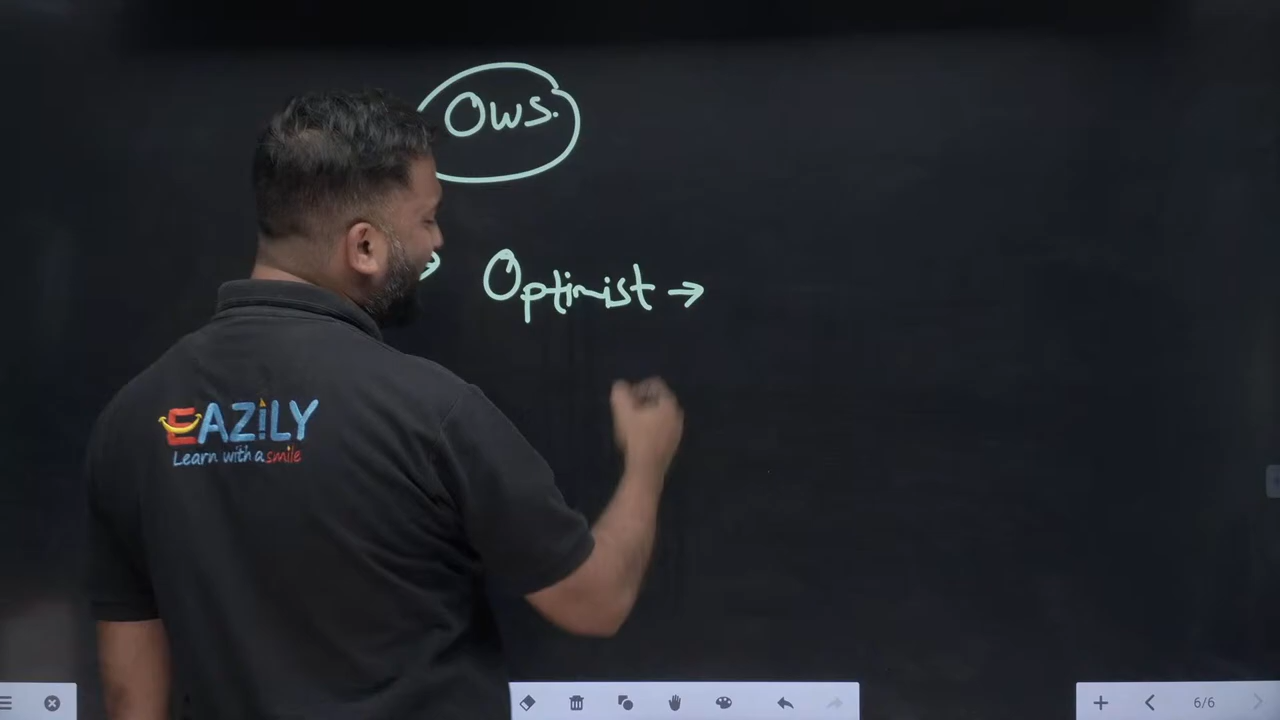 OWS.
→ Optimist →
EAZiLY
Learn with a smile
6/6